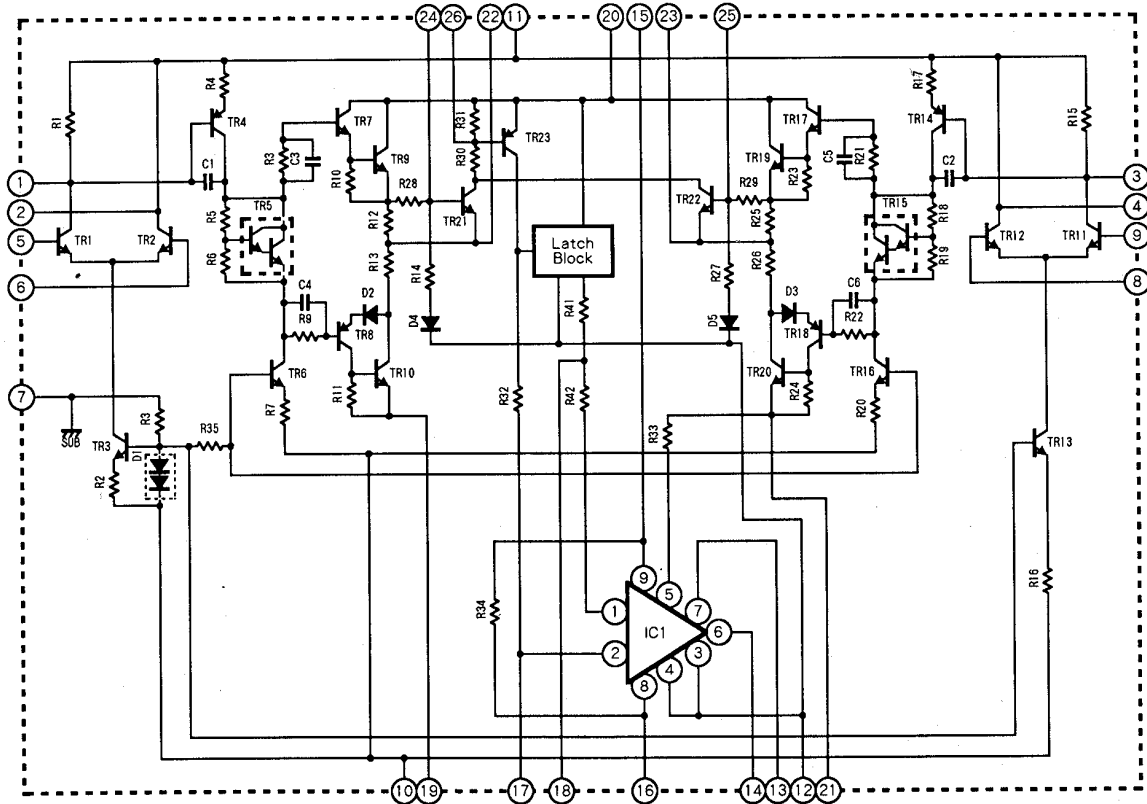 24 26 22 11 20 15 23 25
R1 R4 TR4 C1 R3 C3 TR7 R10 TR9 R28 R31 R30 TR23 TR21 TR22 R29 TR19 R23 TR17 C5 R21 R17 TR14 C2 R15
1 3
2 4
5 TR1 TR2 R5 R6 TR5 R12 R13 R14 R25 R26 R27 TR15 R18 R19 TR12 TR11 9
6 8
Latch
Block
C4 R9 D2 TR8 D4 R41 D5 D3 TR18 C6 R22
TR6 R11 TR10 TR20 R24 TR16
7 R7 R32 R42 R33 R20
SUB R3 R35
TR3 D1 R2 TR13
R34 R16
9 5 7
1 IC1 6
2 4 3
8
10 19 17 18 16 14 13 12 21